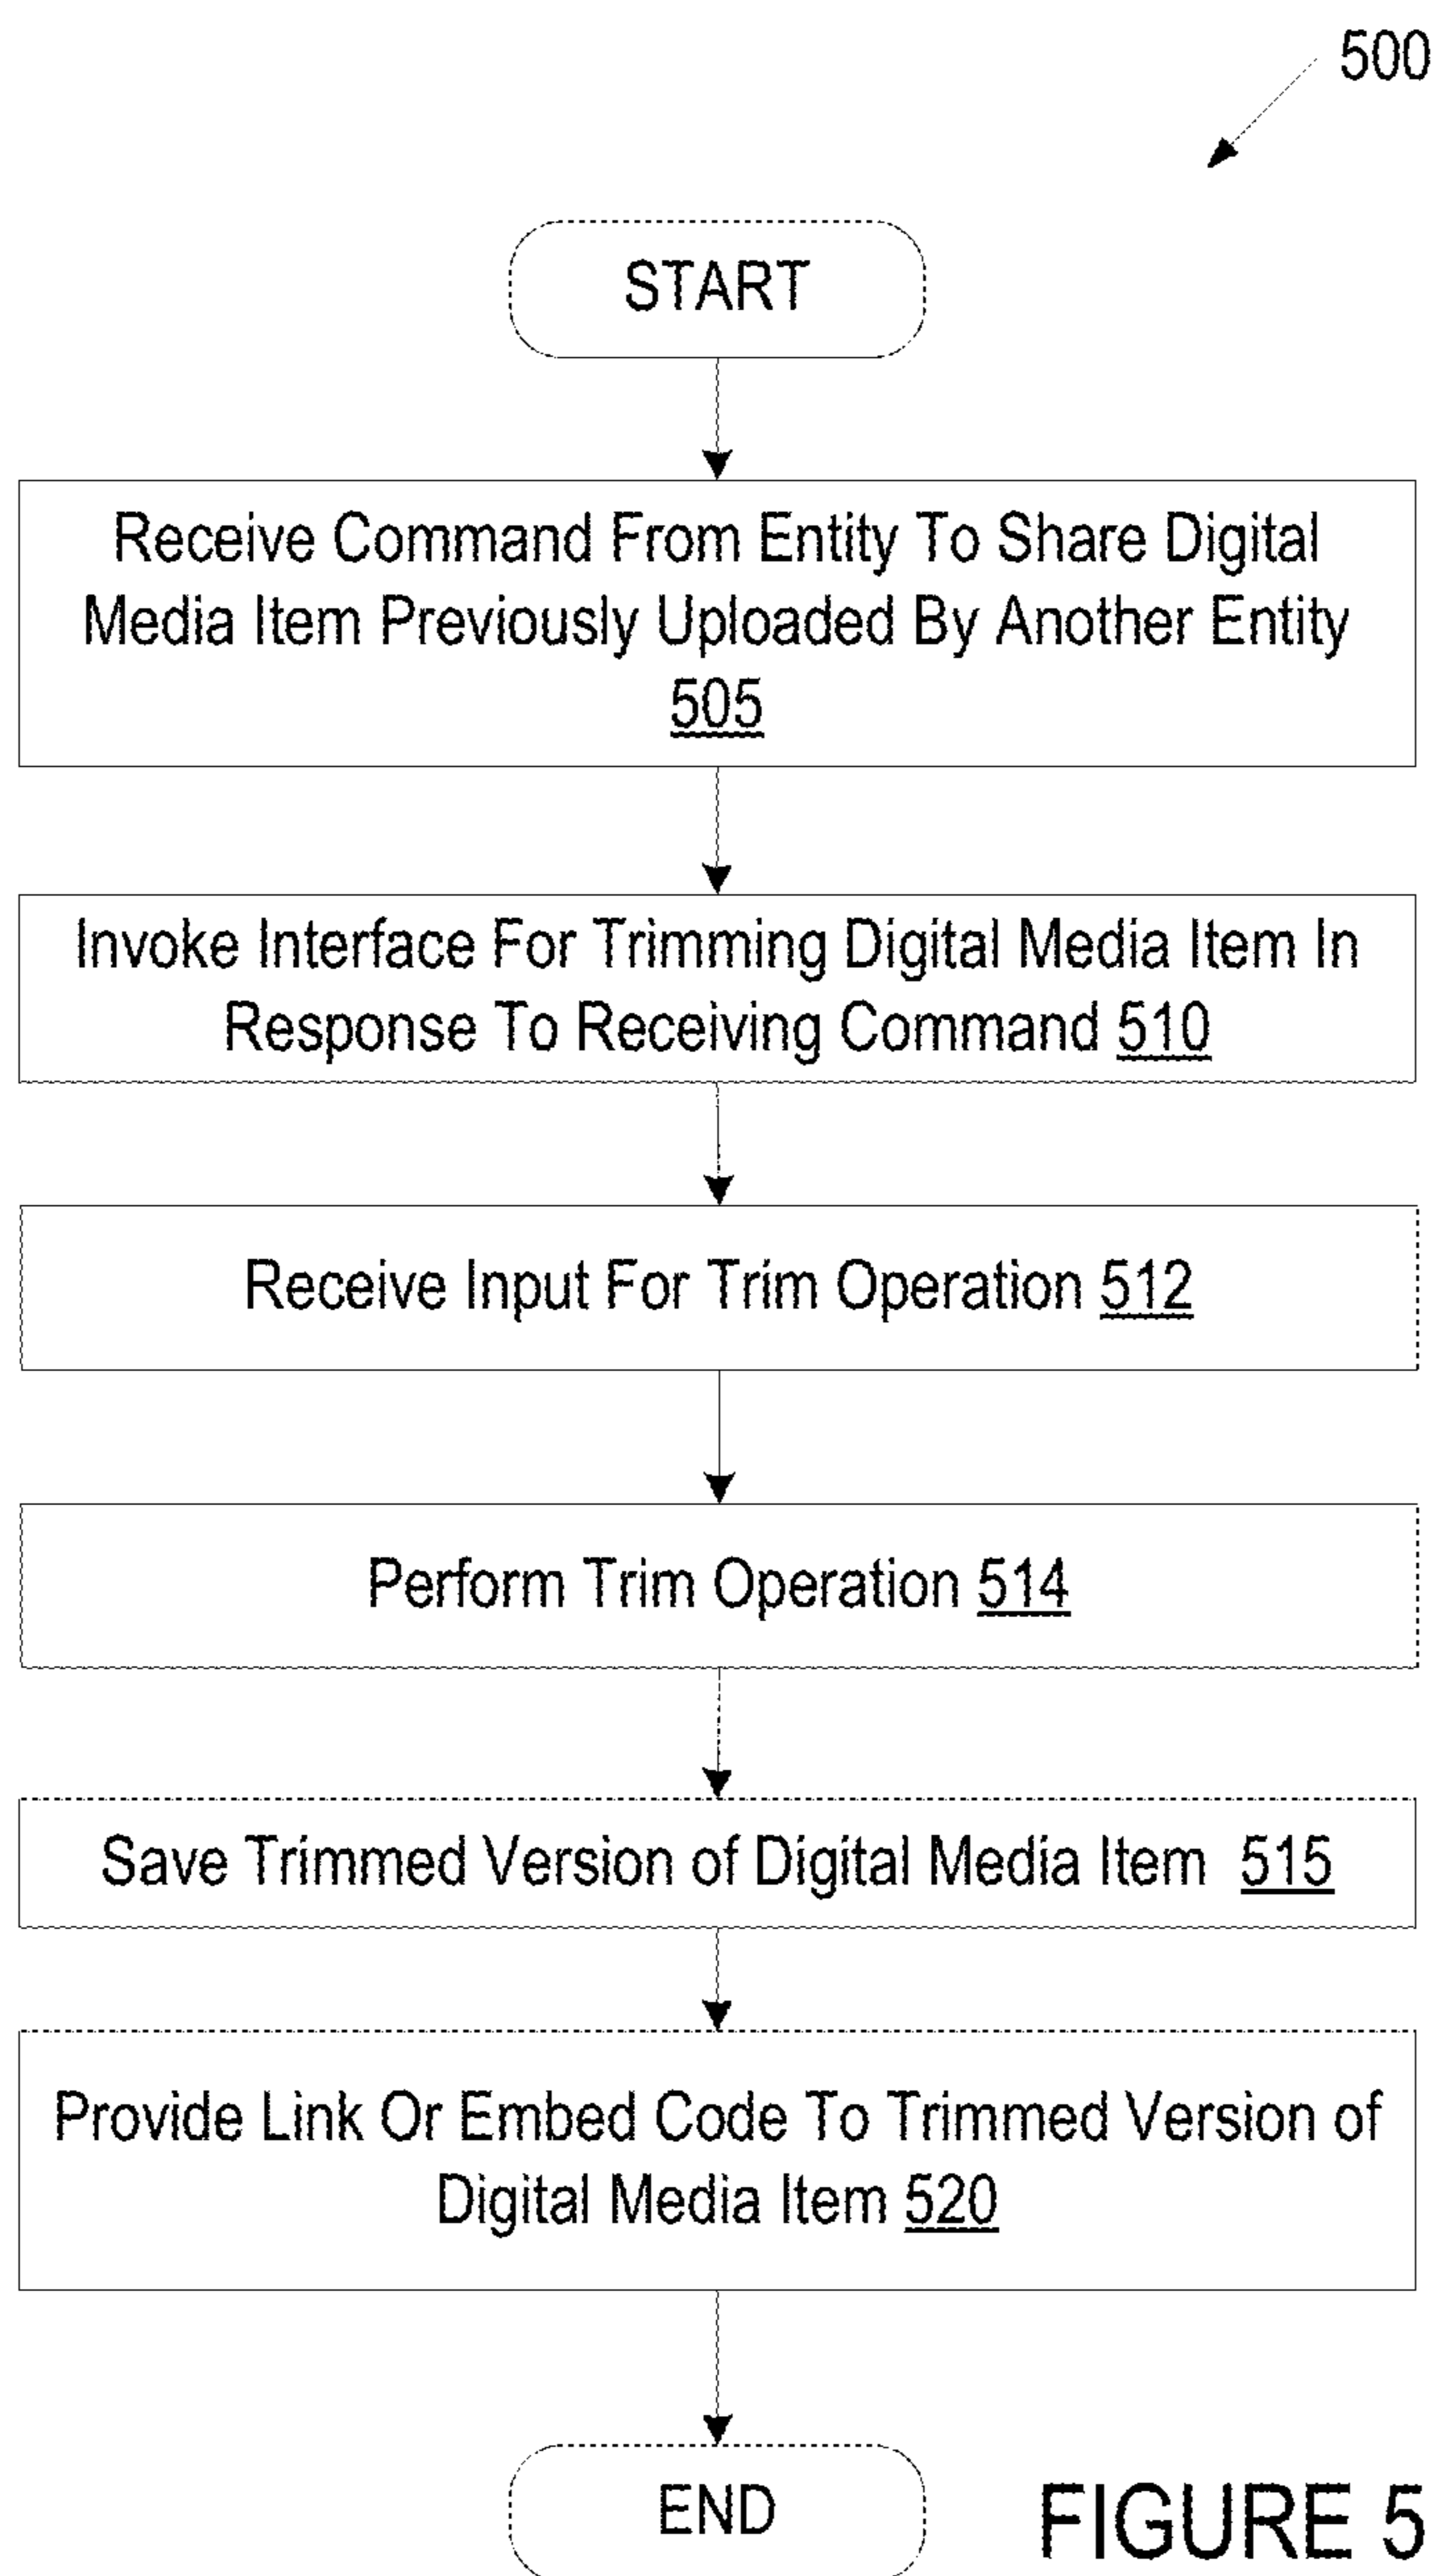 500
START
Receive Command From Entity To Share Digital
Media Item Previously Uploaded By Another Entity
505
Invoke Interface For Trimming Digital Media Item In
Response To Receiving Command 510
Receive Input For Trim Operation 512
Perform Trim Operation 514
Save Trimmed Version of Digital Media Item 515
Provide Link Or Embed Code To Trimmed Version of
Digital Media Item 520
END
FIGURE 5